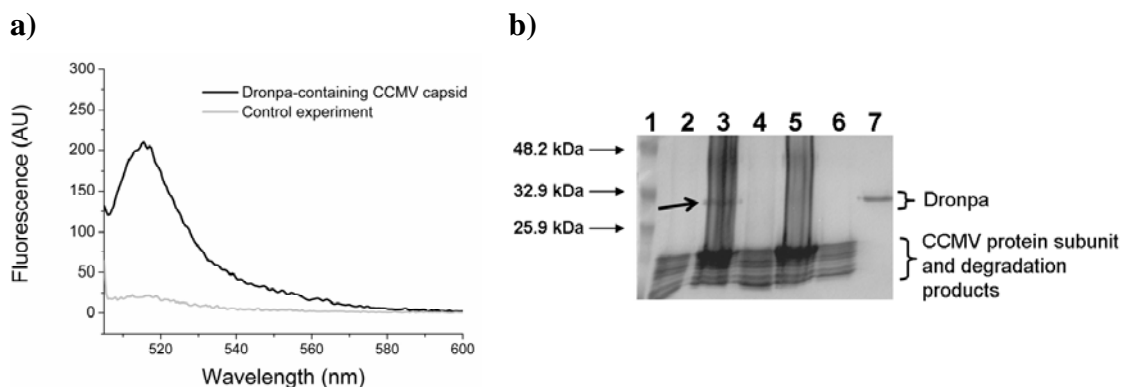 a)
300
250
200
150
100
50
0
Fluorescence (AU)
Dronpa-containing CCMV capsid
Control experiment
520 540 560 580 600
Wavelength (nm)
b)
1 2 3 4 5 6 7
48.2 kDa
32.9 kDa
25.9 kDa
Dronpa
CCMV protein subunit
and degradation
products